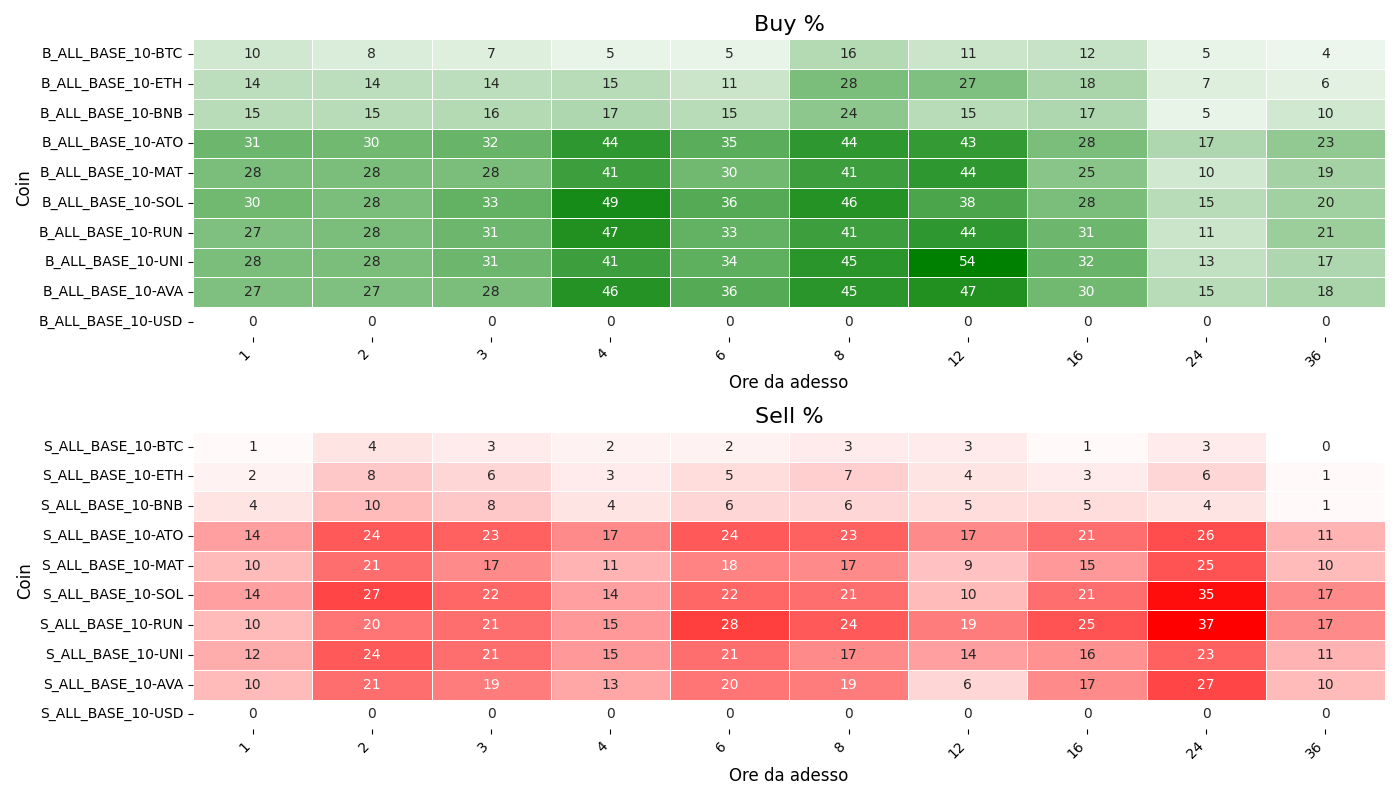 Buy %
Coin
B_ALL_BASE_10-BTC 10 8 7 5 5 16 11 12 5 4
B_ALL_BASE_10-ETH 14 14 14 15 11 28 27 18 7 6
B_ALL_BASE_10-BNB 15 15 16 17 15 24 15 17 5 10
B_ALL_BASE_10-ATO 31 30 32 44 35 44 43 28 17 23
B_ALL_BASE_10-MAT 28 28 28 41 30 41 44 25 10 19
B_ALL_BASE_10-SOL 30 28 33 49 36 46 38 28 15 20
B_ALL_BASE_10-RUN 27 28 31 47 33 41 44 31 11 21
B_ALL_BASE_10-UNI 28 28 31 41 34 45 54 32 13 17
B_ALL_BASE_10-AVA 27 27 28 46 36 45 47 30 15 18
B_ALL_BASE_10-USD 0 0 0 0 0 0 0 0 0 0
1 2 3 4 6 8 12 16 24 36
Ore da adesso
Sell %
Coin
S_ALL_BASE_10-BTC 1 4 3 2 2 3 3 1 3 0
S_ALL_BASE_10-ETH 2 8 6 3 5 7 4 3 6 1
S_ALL_BASE_10-BNB 4 10 8 4 6 6 5 5 4 1
S_ALL_BASE_10-ATO 14 24 23 17 24 23 17 21 26 11
S_ALL_BASE_10-MAT 10 21 17 11 18 17 9 15 25 10
S_ALL_BASE_10-SOL 14 27 22 14 22 21 10 21 35 17
S_ALL_BASE_10-RUN 10 20 21 15 28 24 19 25 37 17
S_ALL_BASE_10-UNI 12 24 21 15 21 17 14 16 23 11
S_ALL_BASE_10-AVA 10 21 19 13 20 19 6 17 27 10
S_ALL_BASE_10-USD 0 0 0 0 0 0 0 0 0 0
1 2 3 4 6 8 12 16 24 36
Ore da adesso